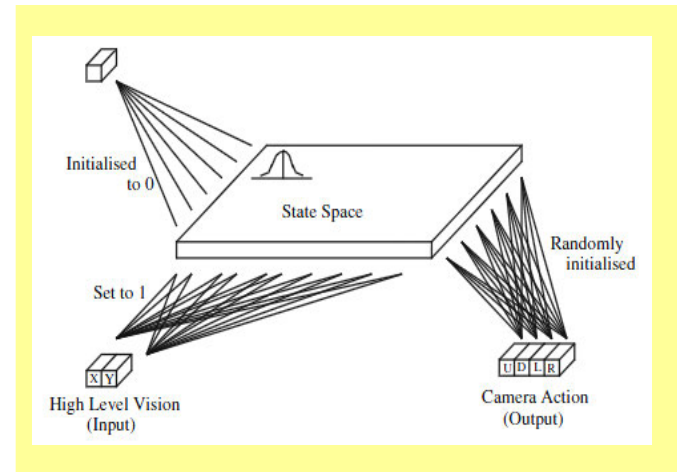 Initialised
to 0
State Space
Randomly
initialised
Set to 1
X Y
U D L R
High Level Vision
(Input)
Camera Action
(Output)